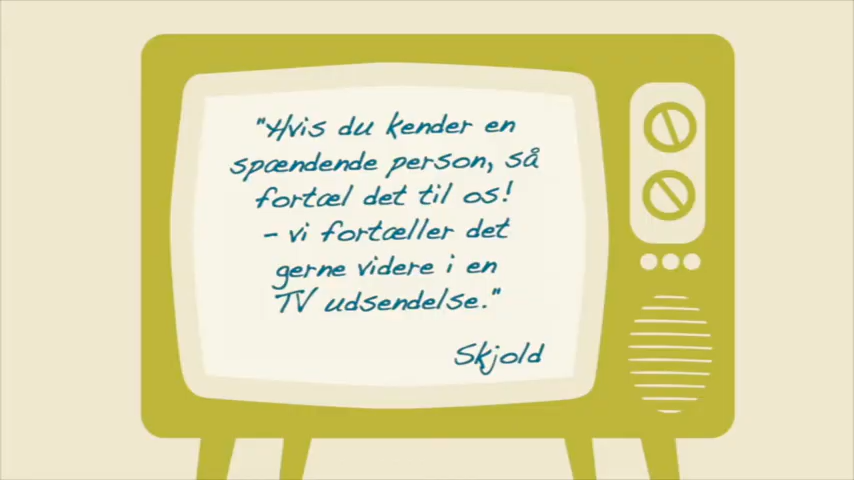 "Hvis du kender en
spændende person, så
fortæl det til os!
- vi fortæller det
gerne videre i en
TV udsendelse."
Skjold